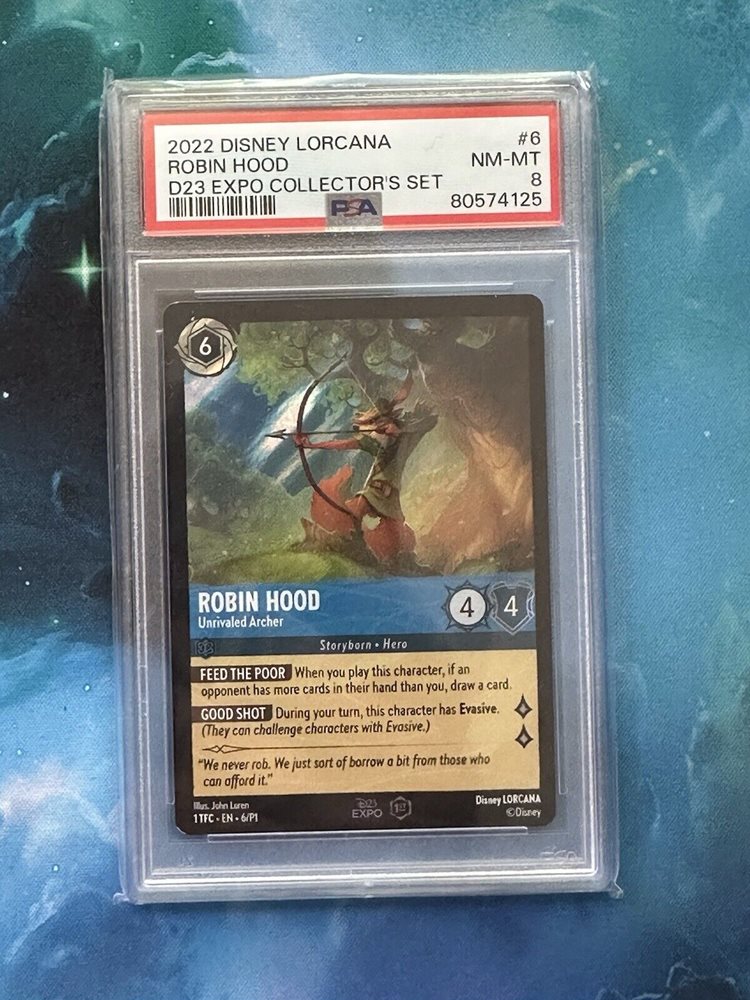 2022 DISNEY LORCANA #6
ROBIN HOOD NM-MT
D23 EXPO COLLECTOR'S SET 8
PSA 80574125
6
ROBIN HOOD
Unrivaled Archer
4 4
Storyborn • Hero
FEED THE POOR When you play this character, if an
opponent has more cards in their hand than you, draw a card.
GOOD SHOT During your turn, this character has Evasive.
(They can challenge characters with Evasive.)
"We never rob. We just sort of borrow a bit from those who
can afford it."
Illus. John Loren
1TFC • EN • 6/P1
D23
EXPO
1ST
Disney LORCANA
©Disney